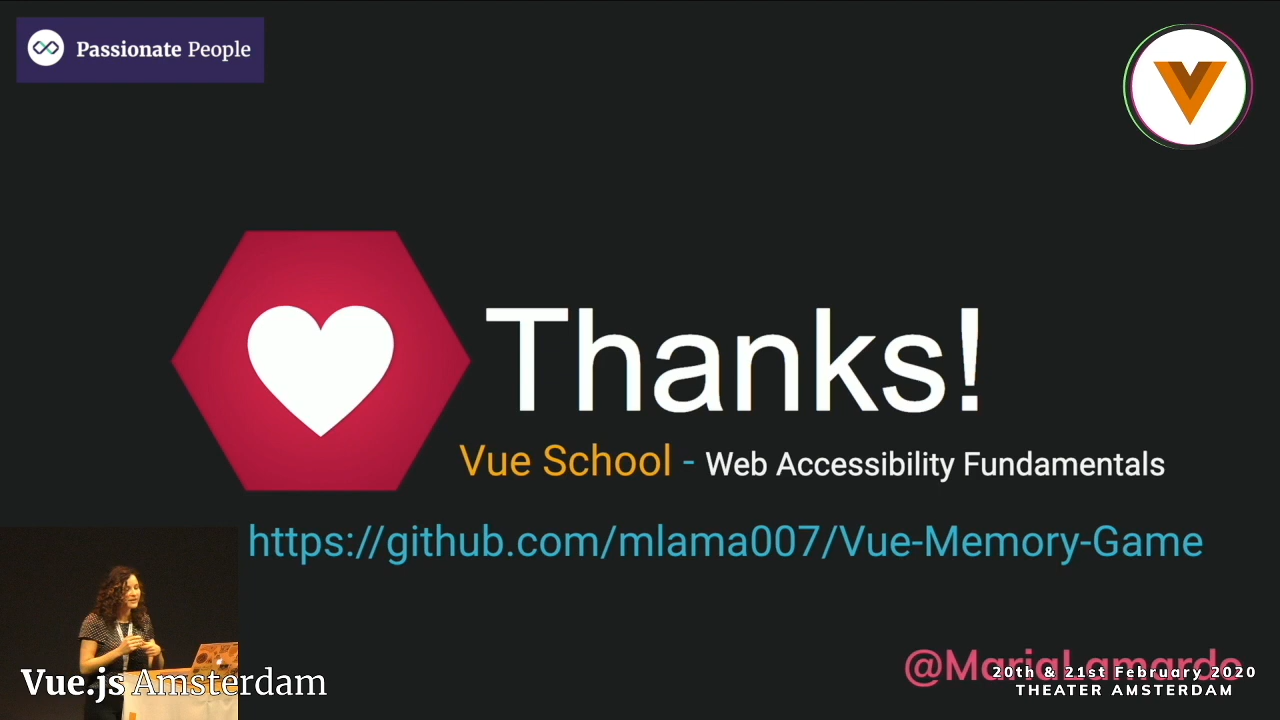 Passionate People
Thanks!
Vue School - Web Accessibility Fundamentals
https://github.com/mlama007/Vue-Memory-Game
@MariaLamardo
20th & 21st February 2020
THEATER AMSTERDAM
Vue.js Amsterdam